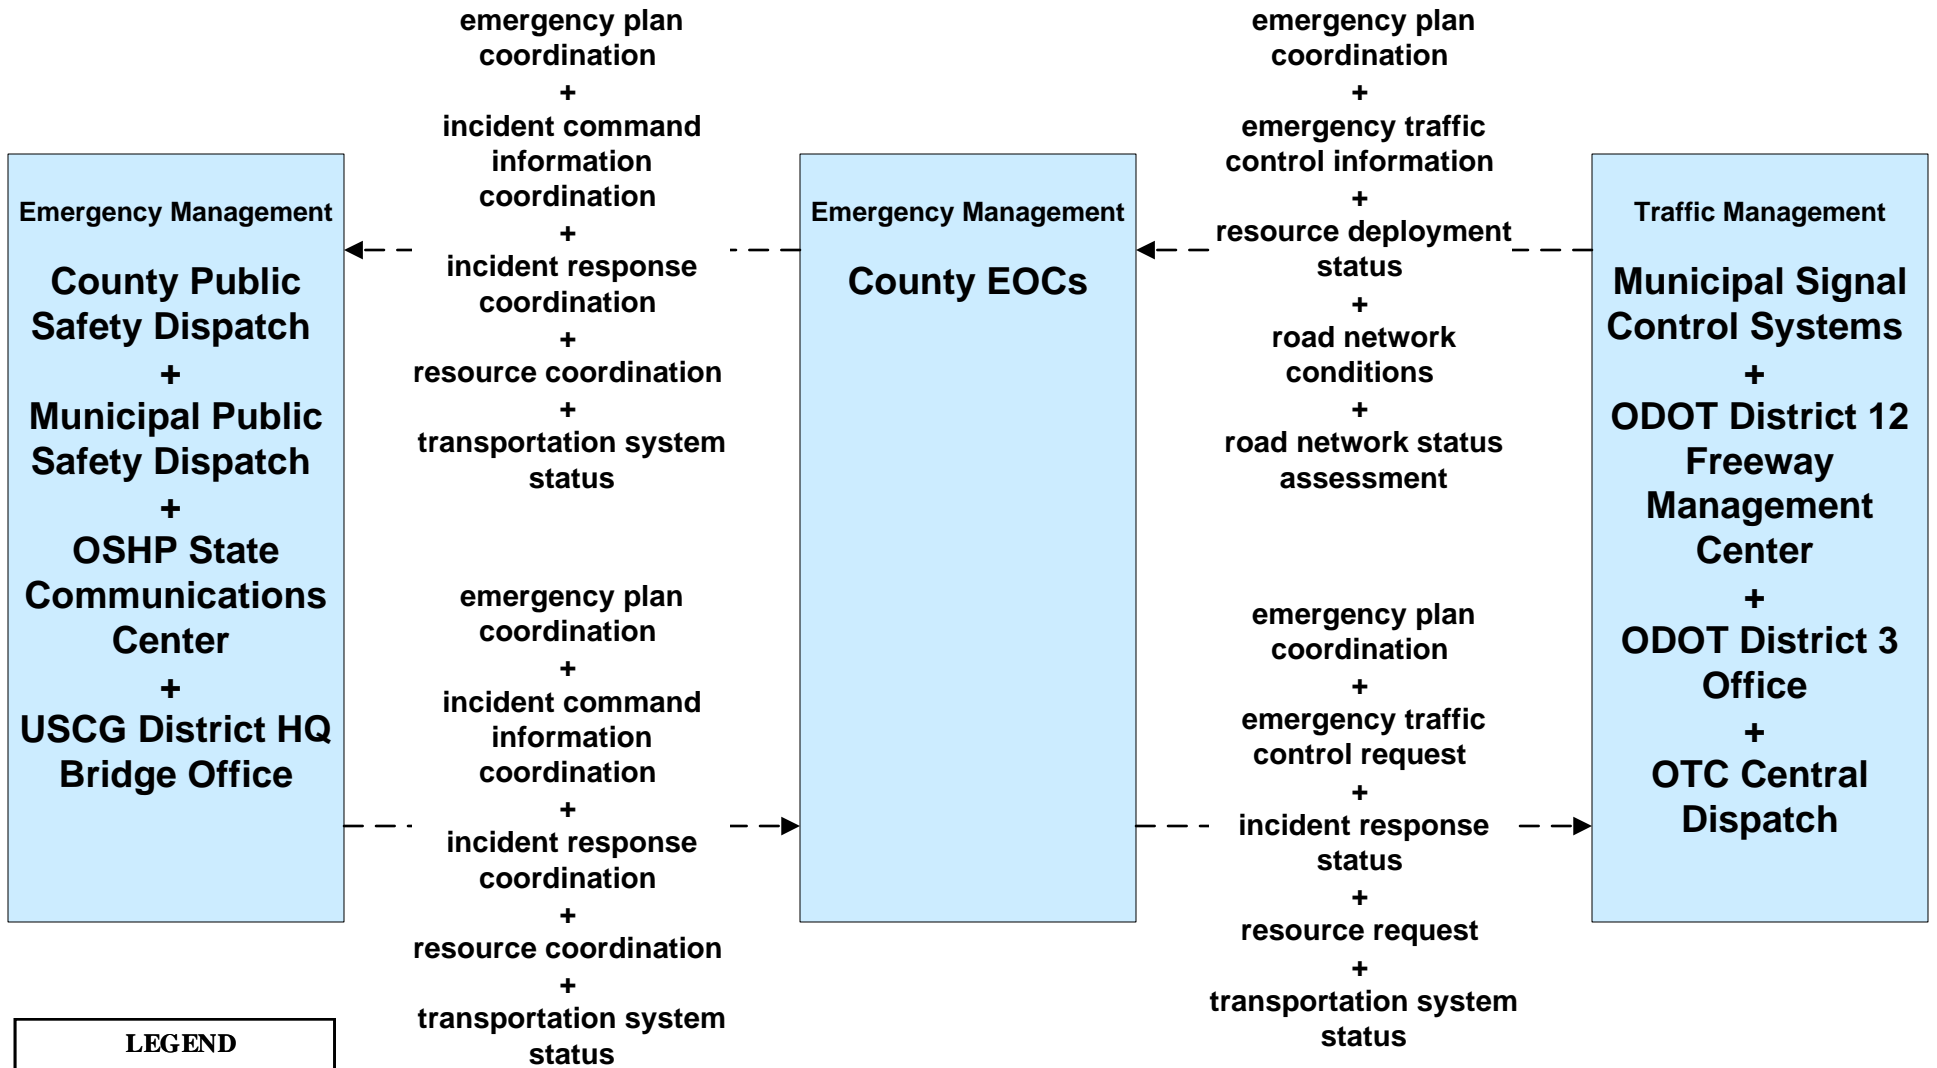 emergency plan
coordination
+
incident command
information
coordination
+
incident response
coordination
+
resource coordination
+
transportation system
status
emergency plan
coordination
+
emergency traffic
control information
+
resource deployment
status
+
road network
conditions
+
road network status
assessment
Emergency Management
County Public
Safety Dispatch
+
Municipal Public
Safety Dispatch
+
OSHP State
Communications
Center
+
USCG District HQ
Bridge Office
Emergency Management
County EOCs
Traffic Management
Municipal Signal
Control Systems
+
ODOT District 12
Freeway
Management
Center
+
ODOT District 3
Office
+
OTC Central
Dispatch
emergency plan
coordination
+
incident command
information
coordination
+
incident response
coordination
+
resource coordination
+
transportation system
status
emergency plan
coordination
+
emergency traffic
control request
+
incident response
status
+
resource request
+
transportation system
status
LEGEND